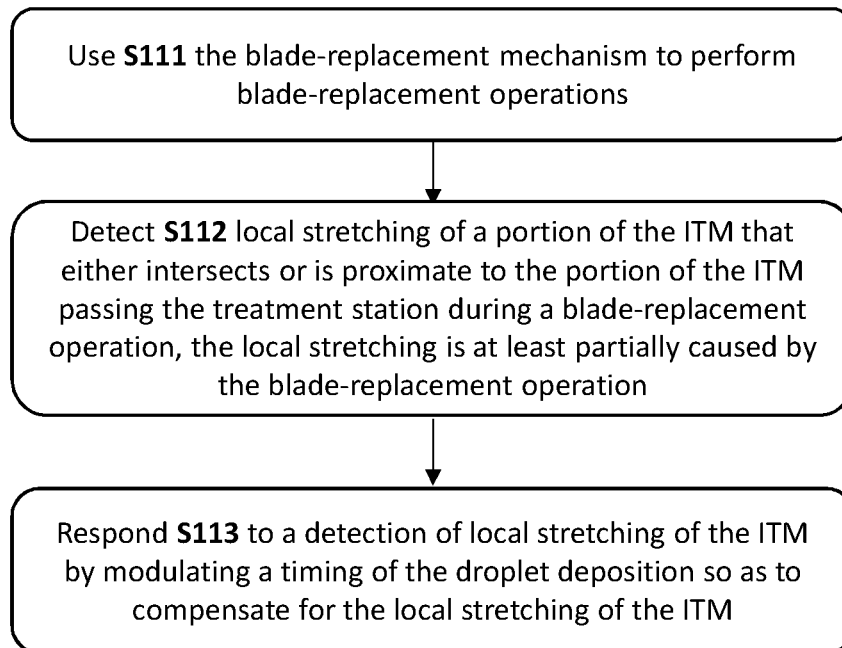 Use S111 the blade-replacement mechanism to perform
blade-replacement operations
Detect S112 local stretching of a portion of the ITM that
either intersects or is proximate to the portion of the ITM
passing the treatment station during a blade-replacement
operation, the local stretching is at least partially caused by
the blade-replacement operation
Respond S113 to a detection of local stretching of the ITM
by modulating a timing of the droplet deposition so as to
compensate for the local stretching of the ITM